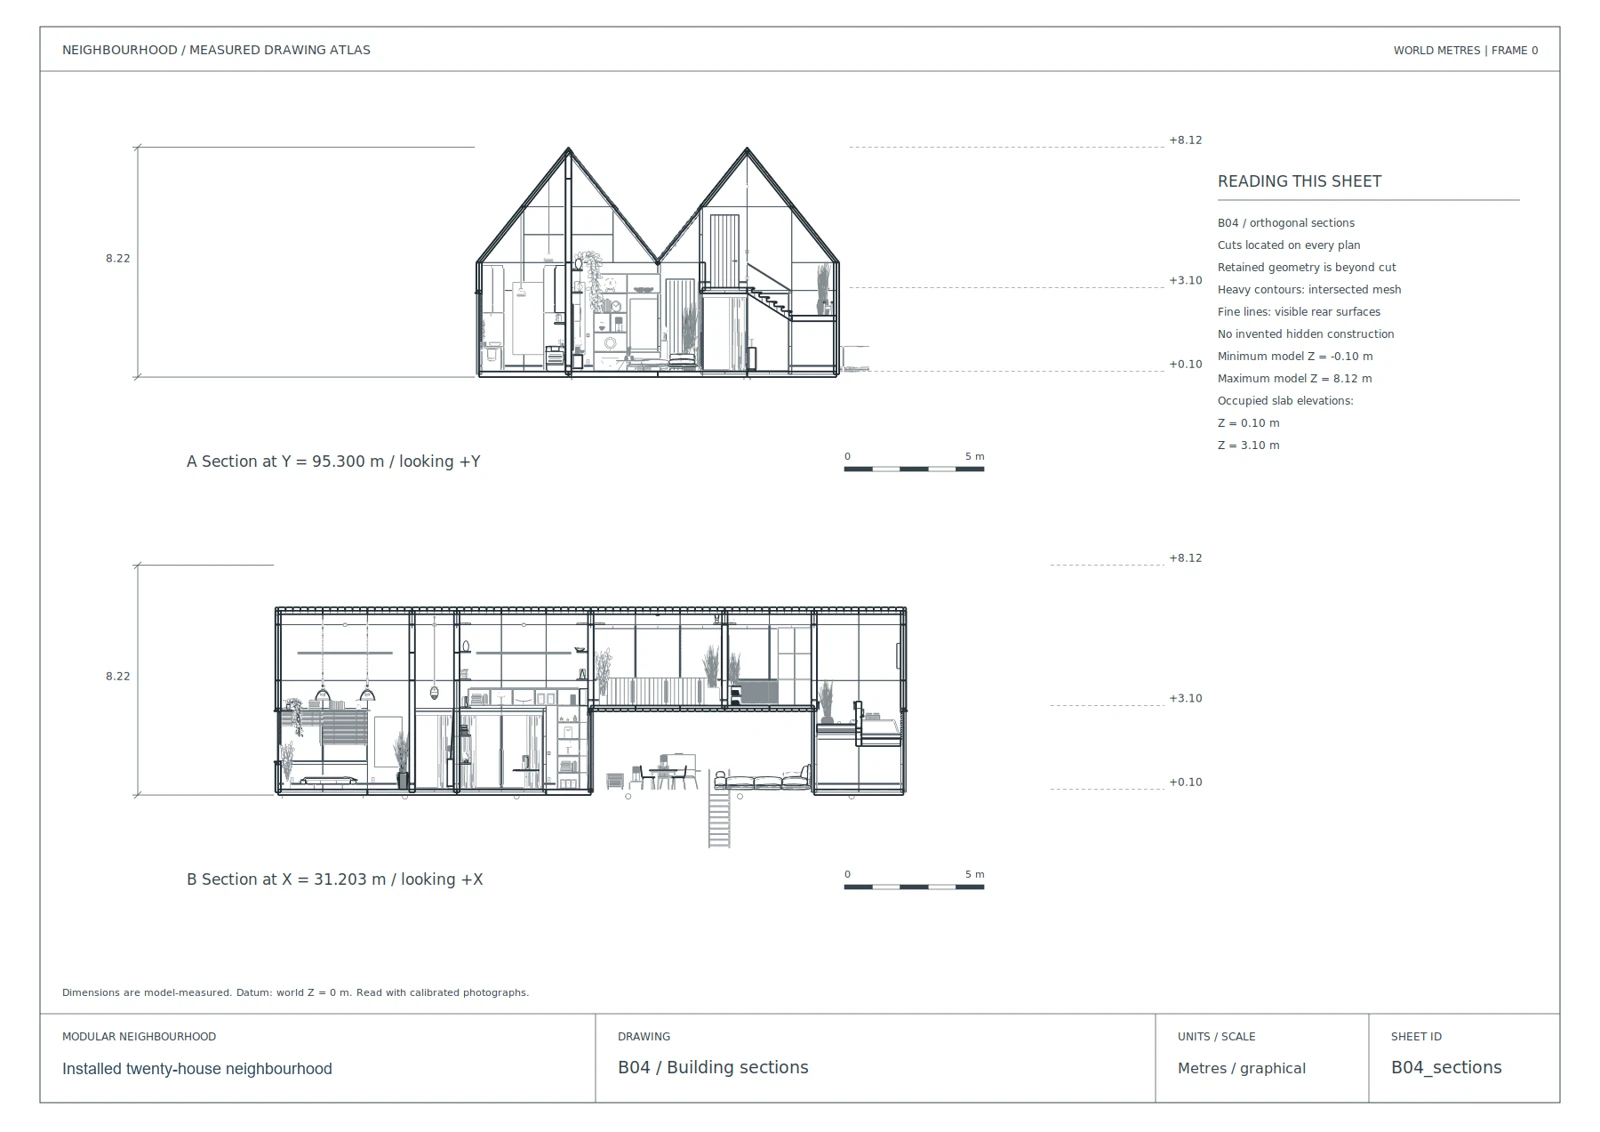 NEIGHBOURHOOD / MEASURED DRAWING ATLAS
WORLD METRES | FRAME 0
+8.12
READING THIS SHEET
B04 / orthogonal sections
Cuts located on every plan
8.22
Retained geometry is beyond cut
+3.10
Heavy contours: intersected mesh
Fine lines: visible rear surfaces
No invented hidden construction
Minimum model Z = -0.10 m
+0.10
Maximum model Z = 8.12 m
Occupied slab elevations:
Z = 0.10 m
Z = 3.10 m
A Section at Y = 95.300 m / looking +Y
0 5 m
+8.12
8.22
+3.10
+0.10
B Section at X = 31.203 m / looking +X
0 5 m
Dimensions are model-measured. Datum: world Z = 0 m. Read with calibrated photographs.
MODULAR NEIGHBOURHOOD
Installed twenty-house neighbourhood
DRAWING
B04 / Building sections
UNITS / SCALE
Metres / graphical
SHEET ID
B04_sections